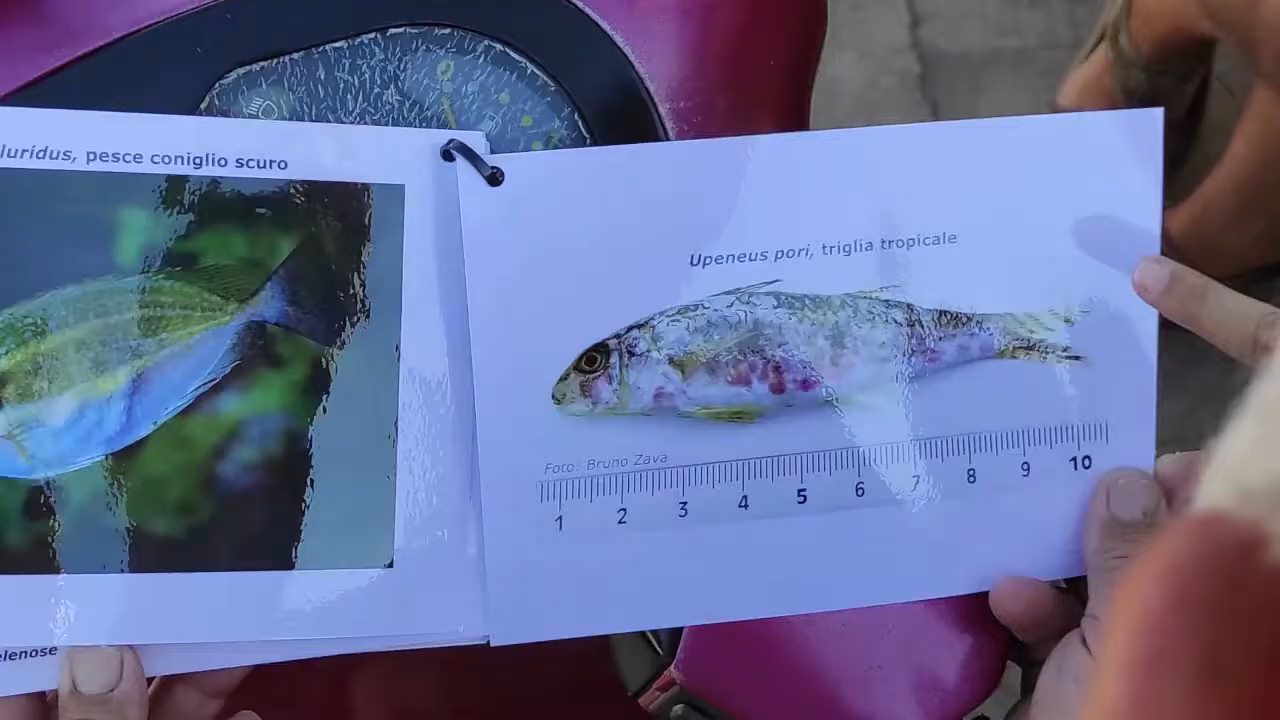 luridus, pesce coniglio scuro
elenose
Upeneus pori, triglia tropicale
Foto: Bruno Zava
1 2 3 4 5 6 7 8 9 10